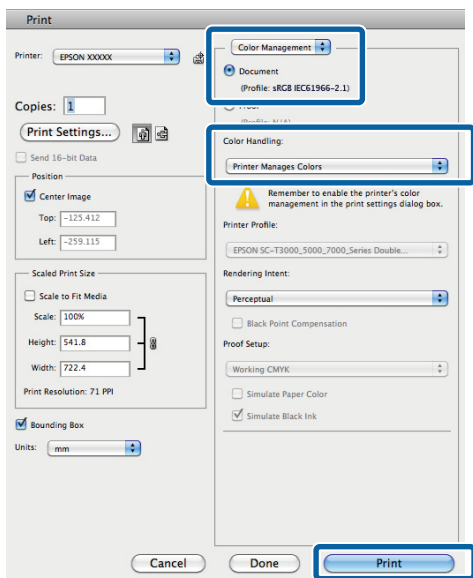 Print
Printer: EPSON XXXXX
Copies: 1
Print Settings...
Send 16-bit Data
Position
Center Image
Top: -125.412
Left: -259.115
Scaled Print Size
Scale to Fit Media
Scale: 100%
Height: 541.8
Width: 722.4
Print Resolution: 71 PPI
Bounding Box
Units: mm
Color Management
Document
(Profile: sRGB IEC61966-2.1)
Proof
(Profile: N/A)
Color Handling:
Printer Manages Colors
Remember to enable the printer's color
management in the print settings dialog box.
Printer Profile:
EPSON SC-T3000_5000_7000_Series Double...
Rendering Intent:
Perceptual
Black Point Compensation
Proof Setup:
Working CMYK
Simulate Paper Color
Simulate Black Ink
Cancel
Done
Print